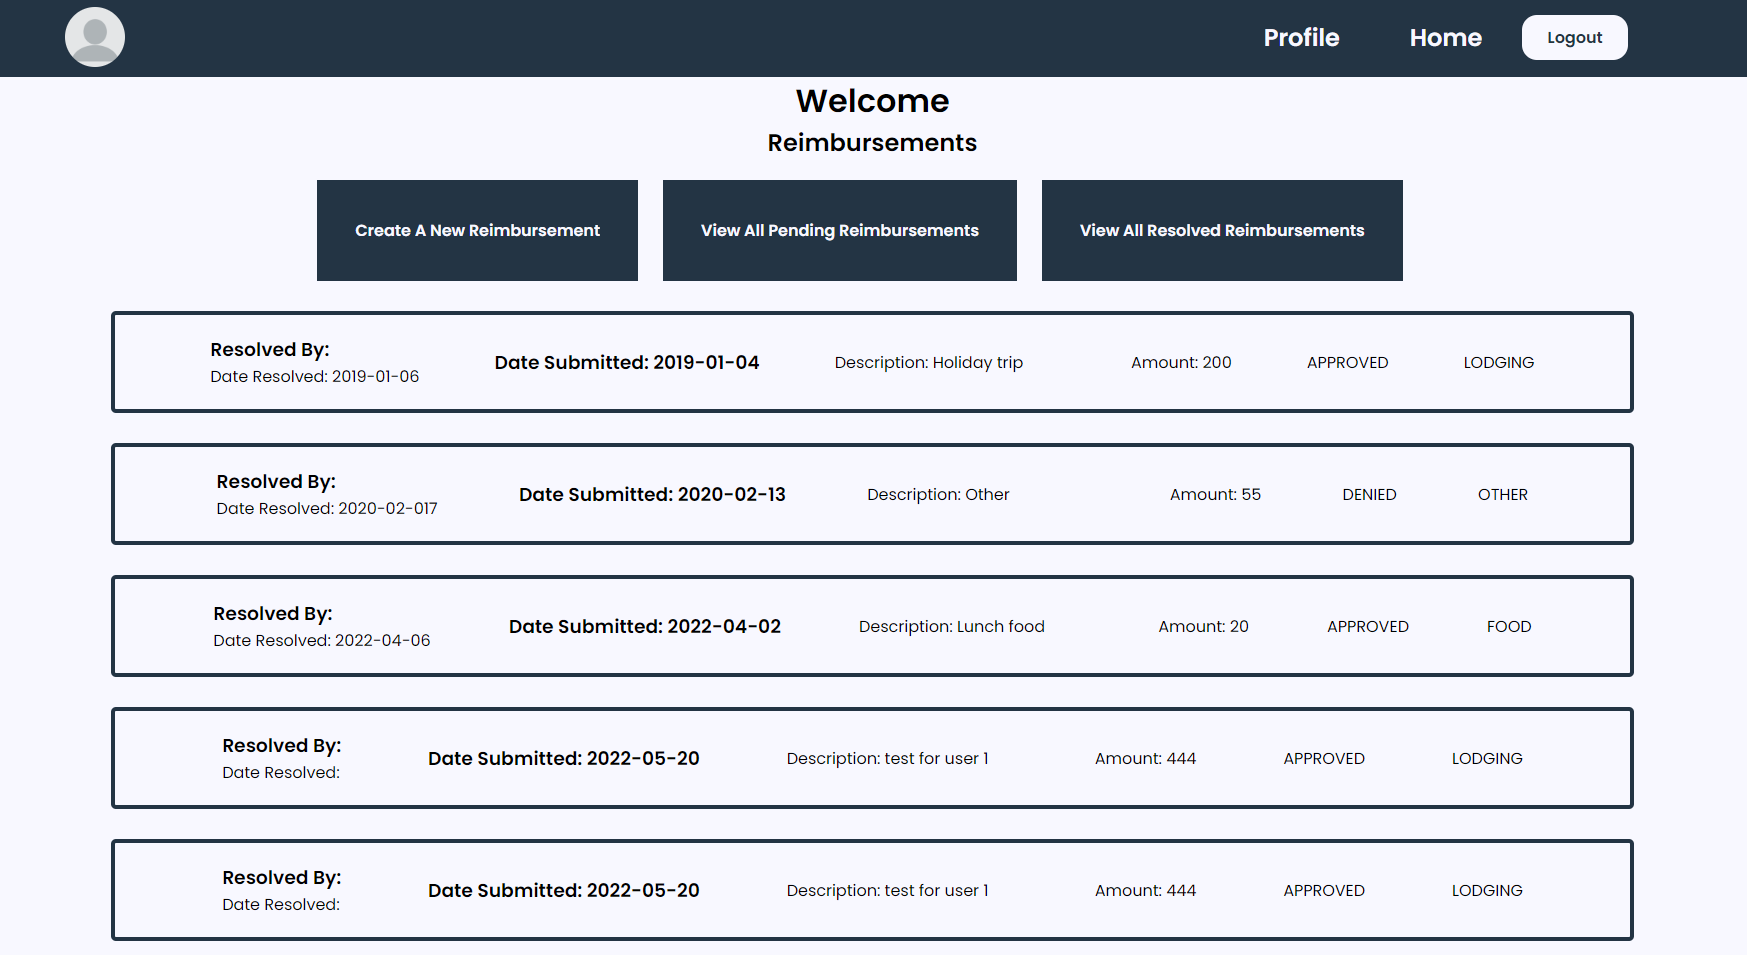 Profile Home Logout
Welcome
Reimbursements
Create A New Reimbursement View All Pending Reimbursements View All Resolved Reimbursements
Resolved By:
Date Resolved: 2019-01-06
Date Submitted: 2019-01-04 Description: Holiday trip Amount: 200 APPROVED LODGING
Resolved By:
Date Resolved: 2020-02-017
Date Submitted: 2020-02-13 Description: Other Amount: 55 DENIED OTHER
Resolved By:
Date Resolved: 2022-04-06
Date Submitted: 2022-04-02 Description: Lunch food Amount: 20 APPROVED FOOD
Resolved By:
Date Resolved:
Date Submitted: 2022-05-20 Description: test for user 1 Amount: 444 APPROVED LODGING
Resolved By:
Date Resolved:
Date Submitted: 2022-05-20 Description: test for user 1 Amount: 444 APPROVED LODGING